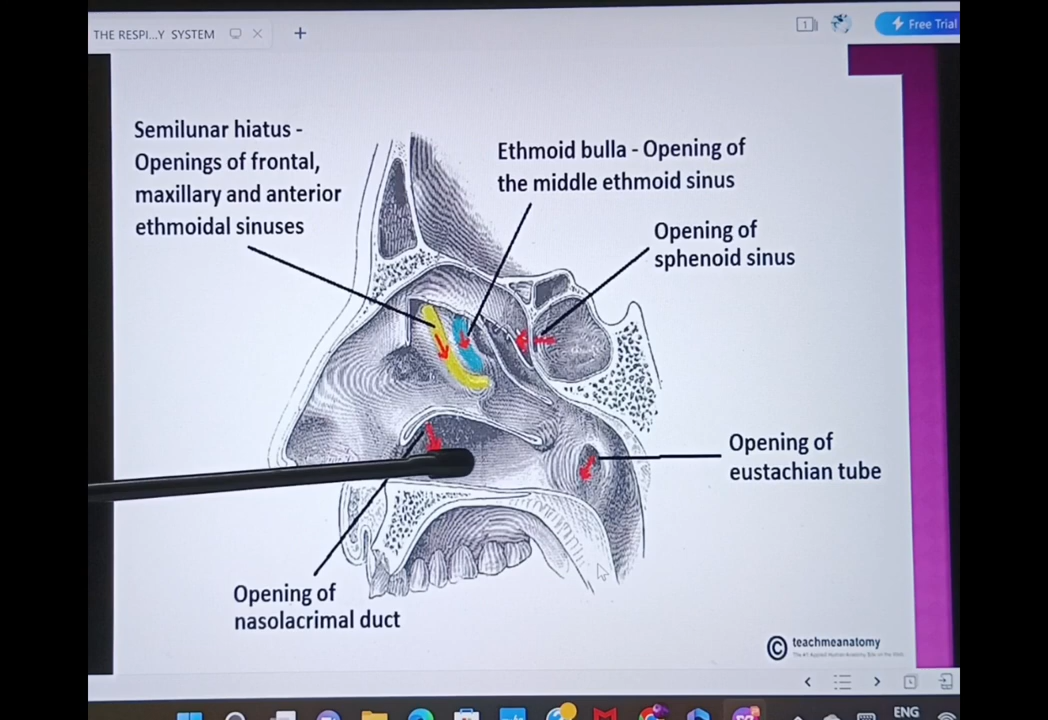 THE RESPI...Y SYSTEM
1
Free Trial
Semilunar hiatus -
Openings of frontal,
maxillary and anterior
ethmoidal sinuses
Ethmoid bulla - Opening of
the middle ethmoid sinus
Opening of
sphenoid sinus
Opening of
eustachian tube
Opening of
nasolacrimal duct
© teachmeanatomy
ENG